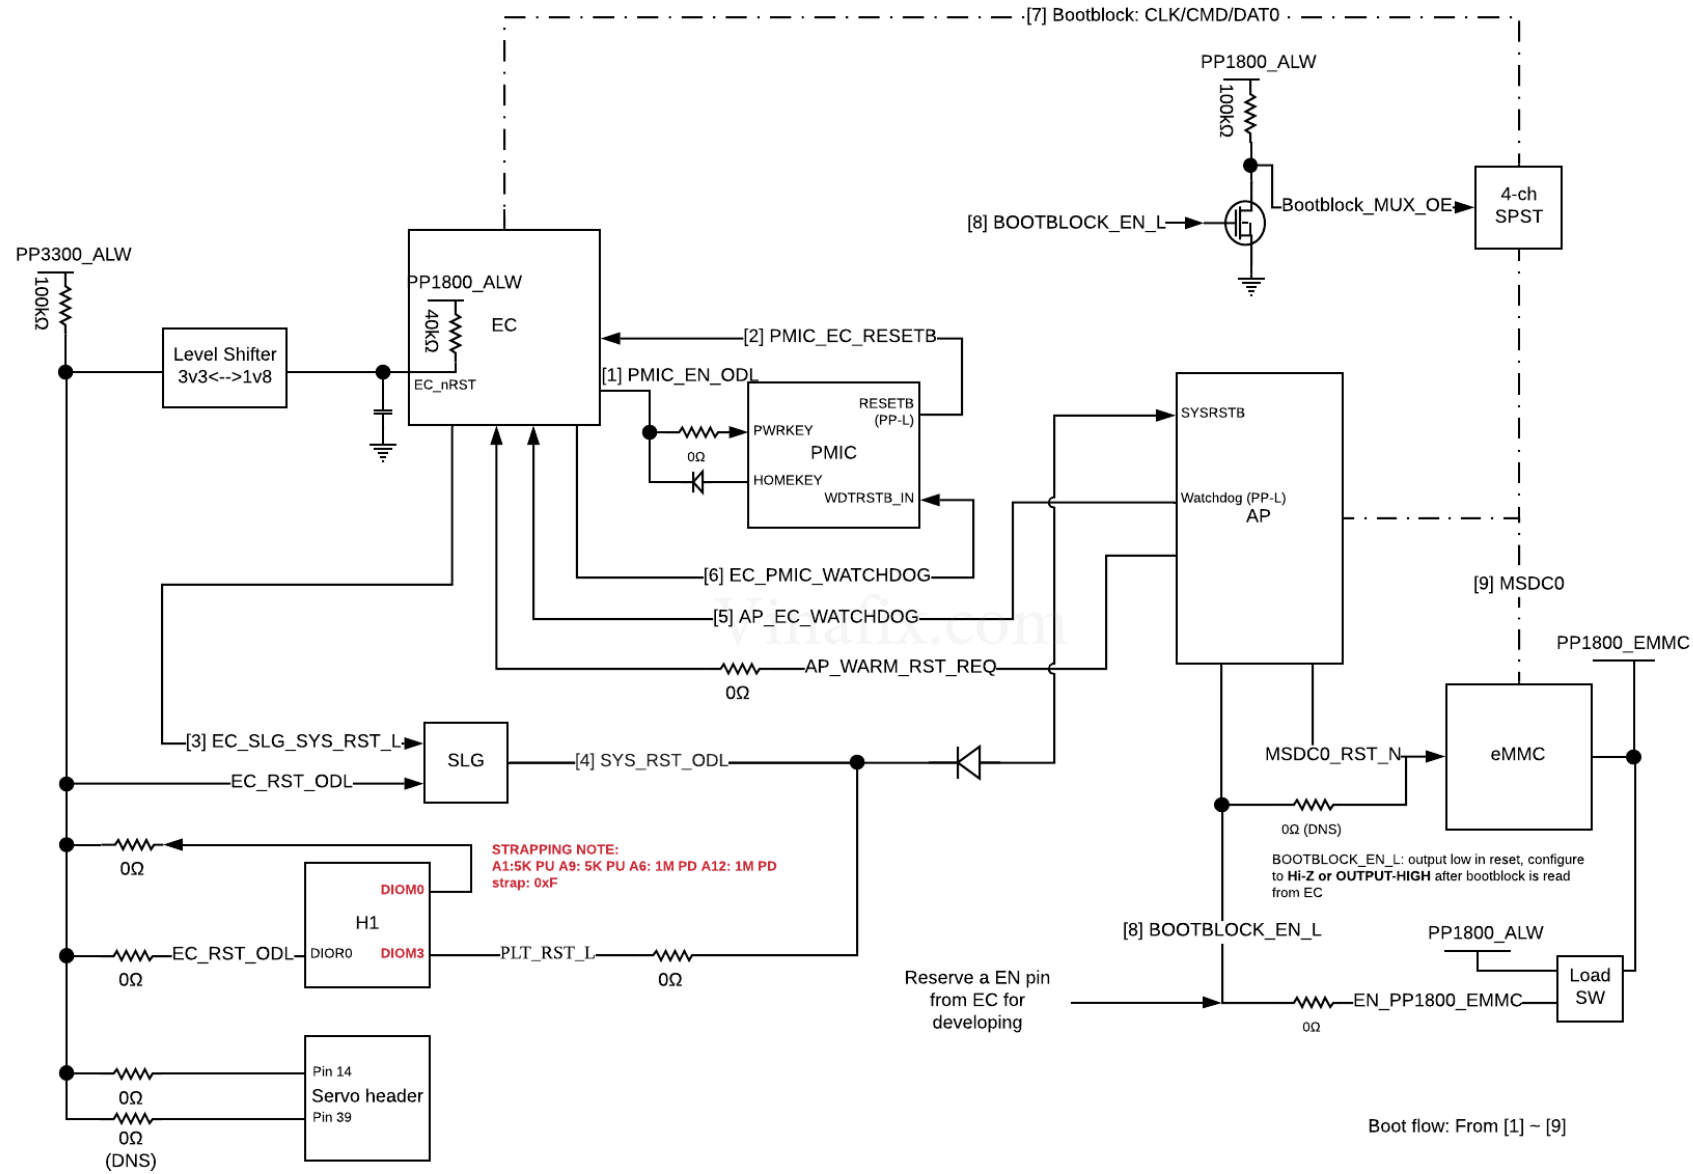 [7] Bootblock: CLK/CMD/DAT0
PP1800_ALW
100kΩ
4-ch
SPST
Bootblock_MUX_OE
[8] BOOTBLOCK_EN_L
PP3300_ALW
100kΩ
PP1800_ALW
40kΩ
EC
EC_nRST
Level Shifter
3v3<-->1v8
[2] PMIC_EC_RESETB
[1] PMIC_EN_ODL
RESETB
(PP-L)
PWRKEY
PMIC
0Ω
HOMEKEY
WDTRSTB_IN
SYSRSTB
Watchdog (PP-L)
AP
[6] EC_PMIC_WATCHDOG
[9] MSDC0
[5] AP_EC_WATCHDOG
Vinafix.com
PP1800_EMMC
AP_WARM_RST_REQ
0Ω
[3] EC_SLG_SYS_RST_L
SLG
[4] SYS_RST_ODL
MSDC0_RST_N
eMMC
EC_RST_ODL
0Ω (DNS)
0Ω
STRAPPING NOTE:
A1:5K PU A9: 5K PU A6: 1M PD A12: 1M PD
strap: 0xF
BOOTBLOCK_EN_L: output low in reset, configure
to Hi-Z or OUTPUT-HIGH after bootblock is read
from EC
DIOM0
H1
[8] BOOTBLOCK_EN_L
PP1800_ALW
EC_RST_ODL
DIOR0
DIOM3
PLT_RST_L
0Ω
0Ω
Reserve a EN pin
from EC for
developing
Load
SW
EN_PP1800_EMMC
0Ω
Pin 14
0Ω
Servo header
Pin 39
0Ω
(DNS)
Boot flow: From [1] ~ [9]